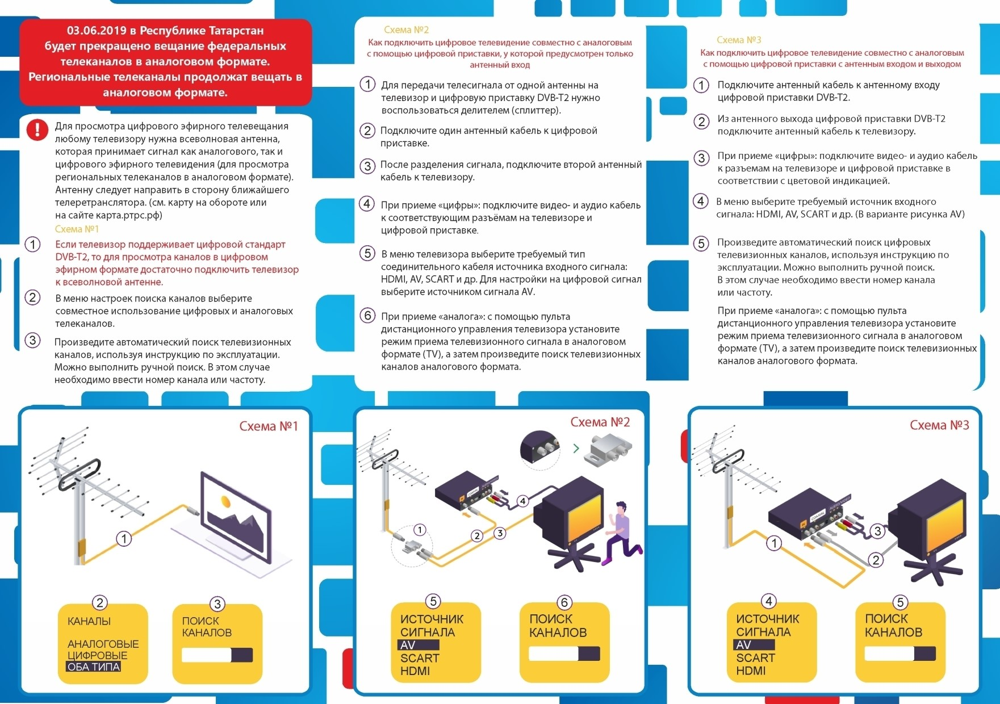 03.06.2019 в Республике Татарстан
будет прекращено вещание федеральных
телеканалов в аналоговом формате.
Региональные телеканалы продолжат вещать в
аналоговом формате.
!
Для просмотра цифрового эфирного телевещания
любому телевизору нужна всеволновая антенна,
которая принимает сигнал как аналогового, так и
цифрового эфирного телевидения (для просмотра
региональных телеканалов в аналоговом формате).
Антенну следует направить в сторону ближайшего
телеретранслятора. (см. карту на обороте или
на сайте карта.ртрс.рф)
Схема №1
1 Если телевизор поддерживает цифровой стандарт
DVB-T2, то для просмотра каналов в цифровом
эфирном формате достаточно подключить телевизор
к всеволновой антенне.
2 В меню настроек поиска каналов выберите
совместное использование цифровых и аналоговых
телеканалов.
3 Произведите автоматический поиск телевизионных
каналов, используя инструкцию по эксплуатации.
Можно выполнить ручной поиск. В этом случае
необходимо ввести номер канала или частоту.
Схема №2
Как подключить цифровое телевидение совместно с аналоговым
с помощью цифровой приставки, у которой предусмотрен только
антенный вход
1 Для передачи телесигнала от одной антенны на
телевизор и цифровую приставку DVB-T2 нужно
воспользоваться делителем (сплиттер).
2 Подключите один антенный кабель к цифровой
приставке.
3 После разделения сигнала, подключите второй антенный
кабель к телевизору.
4 При приеме «цифры»: подключите видео- и аудио кабель
к соответствующим разъёмам на телевизоре и
цифровой приставке.
5 В меню телевизора выберите требуемый тип
соединительного кабеля источника входного сигнала:
HDMI, AV, SCART и др. Для настройки на цифровой сигнал
выберите источником сигнала AV.
6 При приеме «аналога»: с помощью пульта
дистанционного управления телевизора установите
режим приема телевизионного сигнала в аналоговом
формате (TV), а затем произведите поиск телевизионных
каналов аналогового формата.
Схема №3
Как подключить цифровое телевидение совместно с аналоговым
с помощью цифровой приставки с антенным входом и выходом
1 Подключите антенный кабель к антенному входу
цифровой приставки DVB-T2.
2 Из антенного выхода цифровой приставки DVB-T2
подключите антенный кабель к телевизору.
3 При приеме «цифры»: подключите видео- и аудио кабель
к разъемам на телевизоре и цифровой приставке в
соответствии с цветовой индикацией.
4 В меню выберите требуемый источник входного
сигнала: HDMI, AV, SCART и др. (В варианте рисунка AV)
5 Произведите автоматический поиск цифровых
телевизионных каналов, используя инструкцию по
эксплуатации. Можно выполнить ручной поиск.
В этом случае необходимо ввести номер канала
или частоту.
При приеме «аналога»: с помощью пульта
дистанционного управления телевизора установите
режим приема телевизионного сигнала в аналоговом
формате (TV), а затем произведите поиск телевизионных
каналов аналогового формата.
Схема №1
1
2
КАНАЛЫ
АНАЛОГОВЫЕ
ЦИФРОВЫЕ
ОБА ТИПА
3
ПОИСК
КАНАЛОВ
Схема №2
AUDIO/VIDEO
COAXIAL
IN
4
1
2
3
5
ИСТОЧНИК
СИГНАЛА
AV
SCART
HDMI
6
ПОИСК
КАНАЛОВ
Схема №3
AUDIO/VIDEO
COAXIAL
IN
3
1
2
4
ИСТОЧНИК
СИГНАЛА
AV
SCART
HDMI
5
ПОИСК
КАНАЛОВ